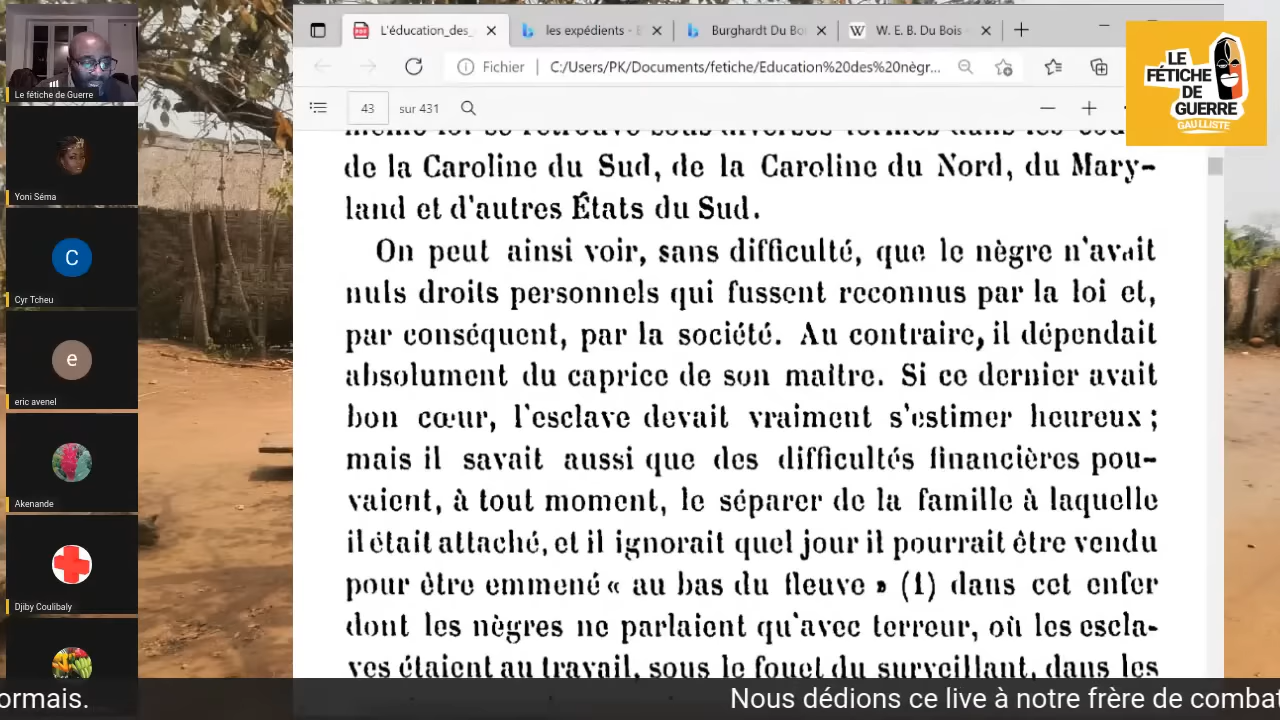 Le fétiche de Guerre
Yoni Séma
C
Cyr Tcheu
e
eric avenel
Akenande
Djiby Coulibaly
L'éducation_des_
les expédients -
Burghardt Du Bo
W
W. E. B. Du Bois
Fichier
C:/Users/PK/Documents/fetiche/Education%20des%20nègr...
43
sur 431
LE
FÉTICHE
DE
GUERRE
GAULLISTE
de la Caroline du Sud, de la Caroline du Nord, du Mary-
land et d'autres États du Sud.
On peut ainsi voir, sans difficulté, que le nègre n'avait
nuls droits personnels qui fussent reconnus par la loi et,
par conséquent, par la société. Au contraire, il dépendait
absolument du caprice de son maître. Si ce dernier avait
bon cœur, l'esclave devait vraiment s'estimer heureux ;
mais il savait aussi que des difficultés financières pou-
vaient, à tout moment, le séparer de la famille à laquelle
il était attaché, et il ignorait quel jour il pourrait être vendu
pour être emmené « au bas du fleuve » (1) dans cet enfer
dont les nègres ne parlaient qu'avec terreur, où les escla-
ves étaient au travail, sous le fouet du surveillant, dans les
ormais.
Nous dédions ce live à notre frère de combat